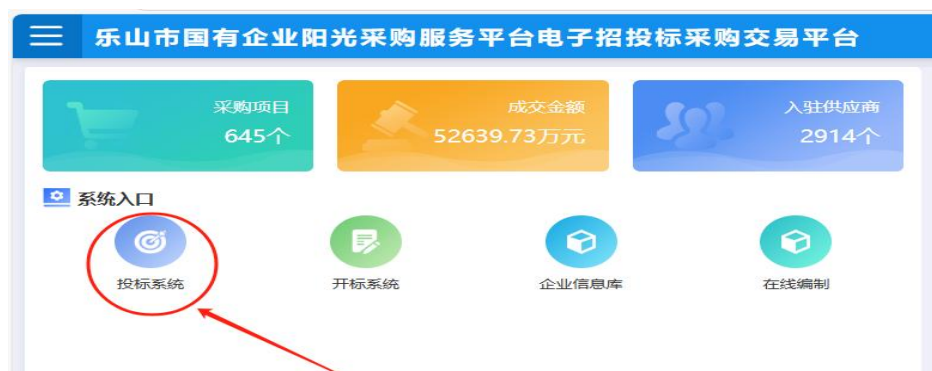 乐山市国有企业阳光采购服务平台电子招投标采购交易平台
采购项目 成交金额 入驻供应商
645个 52639.73万元 2914个
系统入口
投标系统 开标系统 企业信息库 在线编制